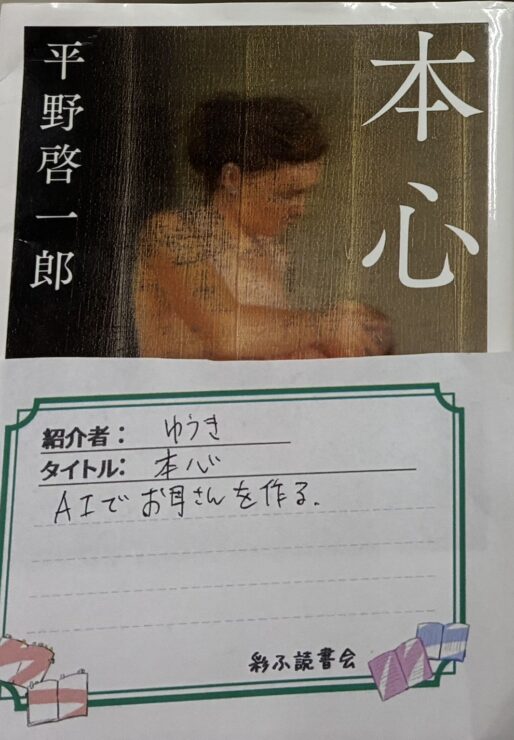 本心
平野啓一郎
紹介者： ゆうき
タイトル： 本心
AIでお母さんを作る.
彩ふ読書会